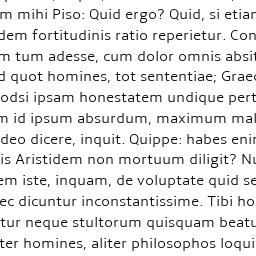 m mihi Piso: Quid ergo? Quid, si etian
dem fortitudinis ratio reperietur. Con
m tum adesse, cum dolor omnis absit
d quot homines, tot sententiae; Graec
odsi ipsam honestatem undique pert
m id ipsum absurdum, maximum mal
deo dicere, inquit. Quippe: habes enin
is Aristidem non mortuum diligit? Nu
em iste, inquam, de voluptate quid se
ec dicuntur inconstantissime. Tibi ho
tur neque stultorum quisquam beatu
ter homines, aliter philosophos loqui